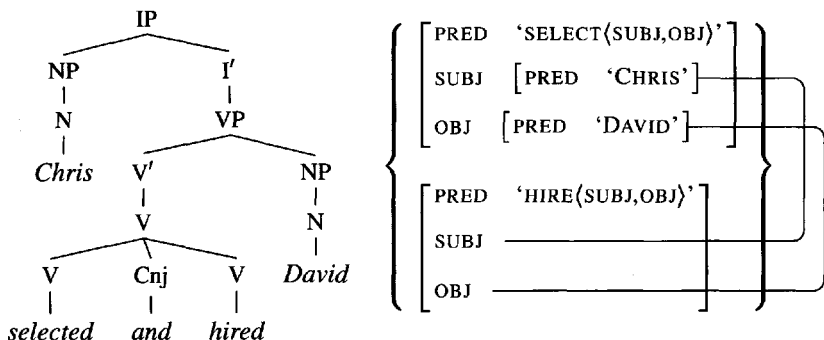 IP
NP I′
N VP
Chris V′ NP
V N
V Cnj V David
selected and hired
PRED ‘SELECT⟨SUBJ,OBJ⟩’
SUBJ [PRED ‘CHRIS’]
OBJ [PRED ‘DAVID’]
PRED ‘HIRE⟨SUBJ,OBJ⟩’
SUBJ
OBJ